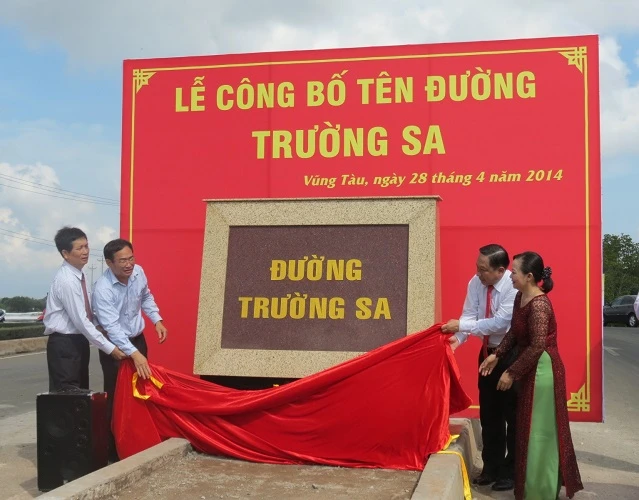 LỄ CÔNG BỐ TÊN ĐƯỜNG
TRƯỜNG SA
Vũng Tàu, ngày 28 tháng 4 năm 2014
ĐƯỜNG
TRƯỜNG SA